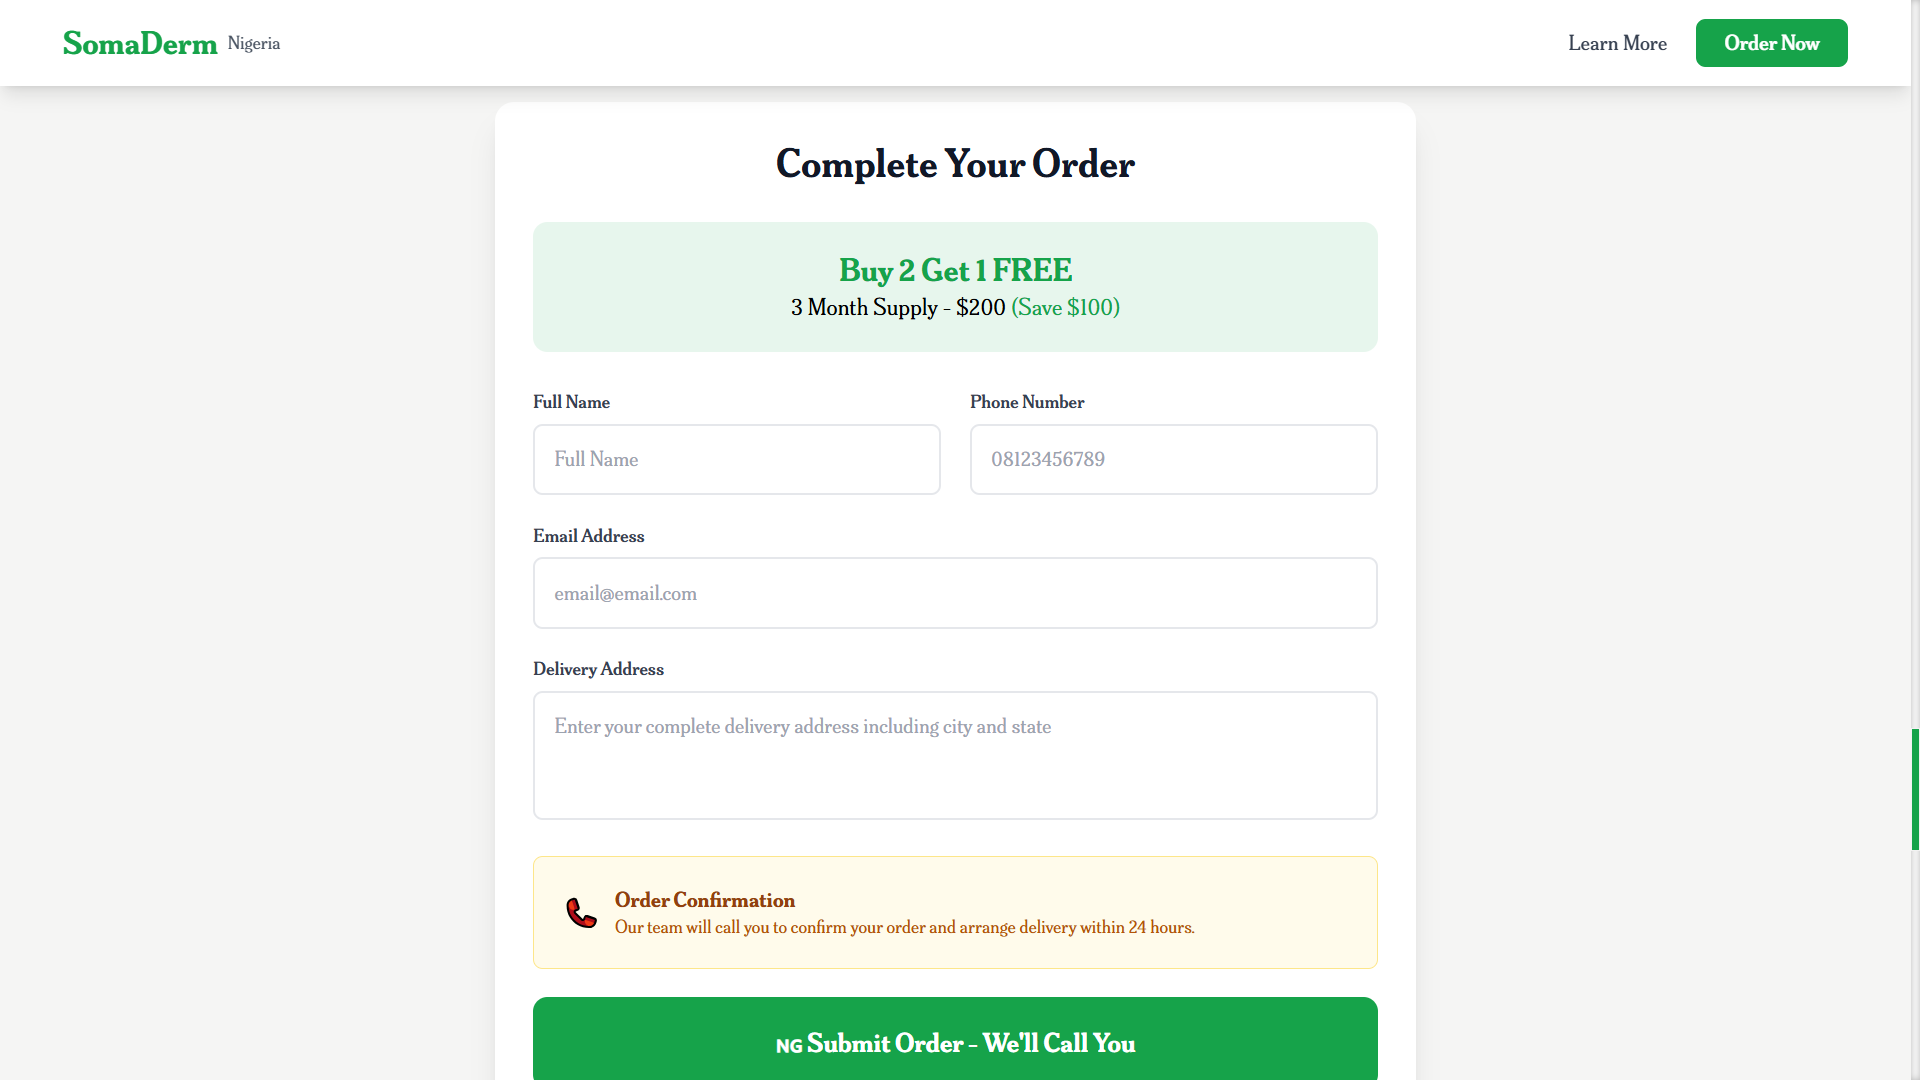 SomaDerm Nigeria
Learn More
Order Now
Complete Your Order
Buy 2 Get 1 FREE
3 Month Supply - $200 (Save $100)
Full Name
Phone Number
Full Name
08123456789
Email Address
email@email.com
Delivery Address
Enter your complete delivery address including city and state
Order Confirmation
Our team will call you to confirm your order and arrange delivery within 24 hours.
NG Submit Order - We'll Call You